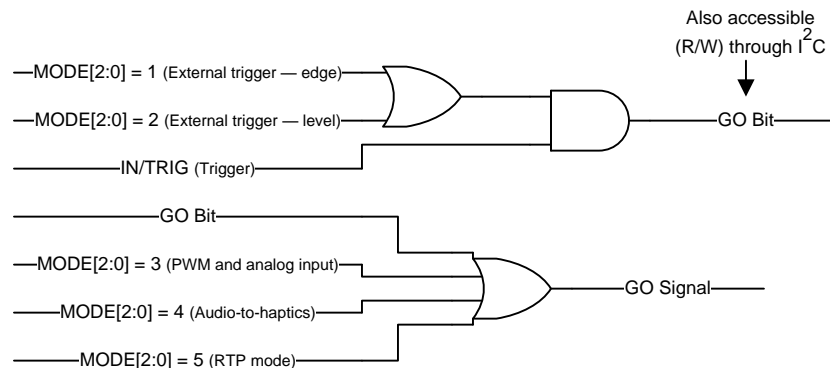 Also accessible
(R/W) through I2C
MODE[2:0] = 1 (External trigger — edge)
MODE[2:0] = 2 (External trigger — level)
GO Bit
IN/TRIG (Trigger)
GO Bit
MODE[2:0] = 3 (PWM and analog input)
GO Signal
MODE[2:0] = 4 (Audio-to-haptics)
MODE[2:0] = 5 (RTP mode)